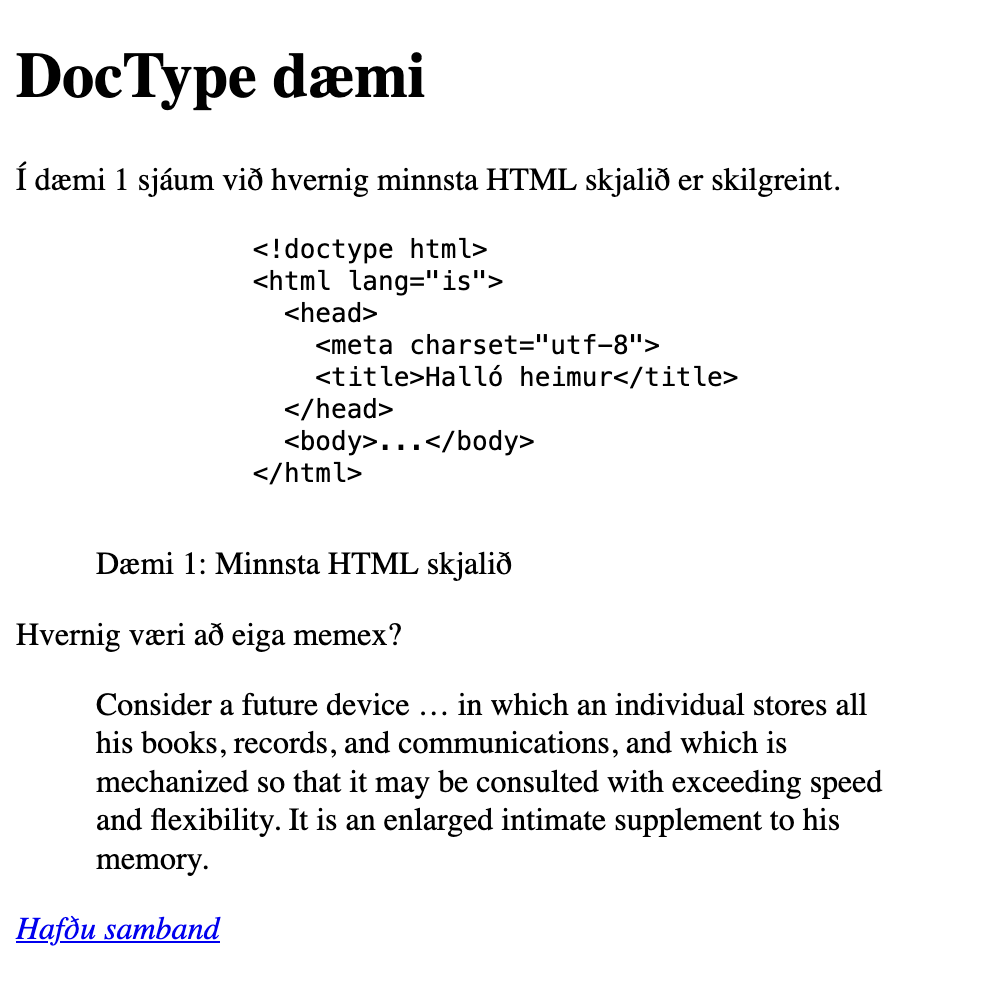 DocType dæmi
Í dæmi 1 sjáum við hvernig minnsta HTML skjalið er skilgreint.
<!doctype html>
<html lang="is">
  <head>
    <meta charset="utf-8">
    <title>Halló heimur</title>
  </head>
  <body>...</body>
</html>
Dæmi 1: Minnsta HTML skjalið
Hvernig væri að eiga memex?
Consider a future device … in which an individual stores all
his books, records, and communications, and which is
mechanized so that it may be consulted with exceeding speed
and flexibility. It is an enlarged intimate supplement to his
memory.
Hafðu samband